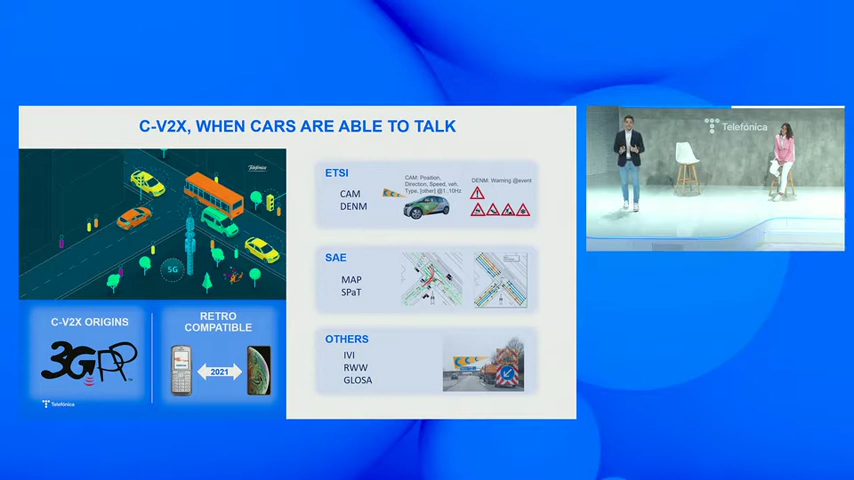 C-V2X, WHEN CARS ARE ABLE TO TALK
Telefónica
5G
C-V2X ORIGINS
3GPP
TM
RETRO
COMPATIBLE
2021
Telefónica
ETSI
CAM
DENM
CAM: Position,
Direction, Speed, veh.
Type, [other] @1..10Hz
DENM: Warning @event
SAE
MAP
SPaT
OTHERS
IVI
RWW
GLOSA
Telefónica